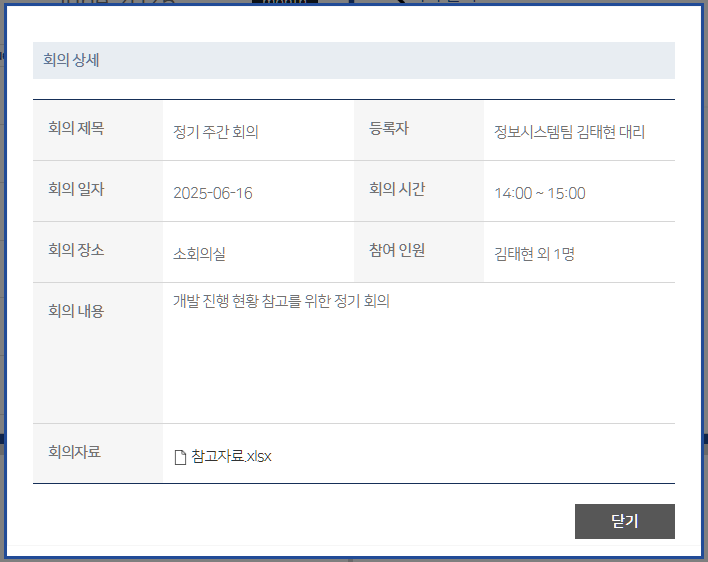 회의 상세
회의 제목 정기 주간 회의 등록자 정보시스템팀 김태현 대리
회의 일자 2025-06-16 회의 시간 14:00 ~ 15:00
회의 장소 소회의실 참여 인원 김태현 외 1명
회의 내용 개발 진행 현황 참고를 위한 정기 회의
회의자료 참고자료.xlsx
닫기